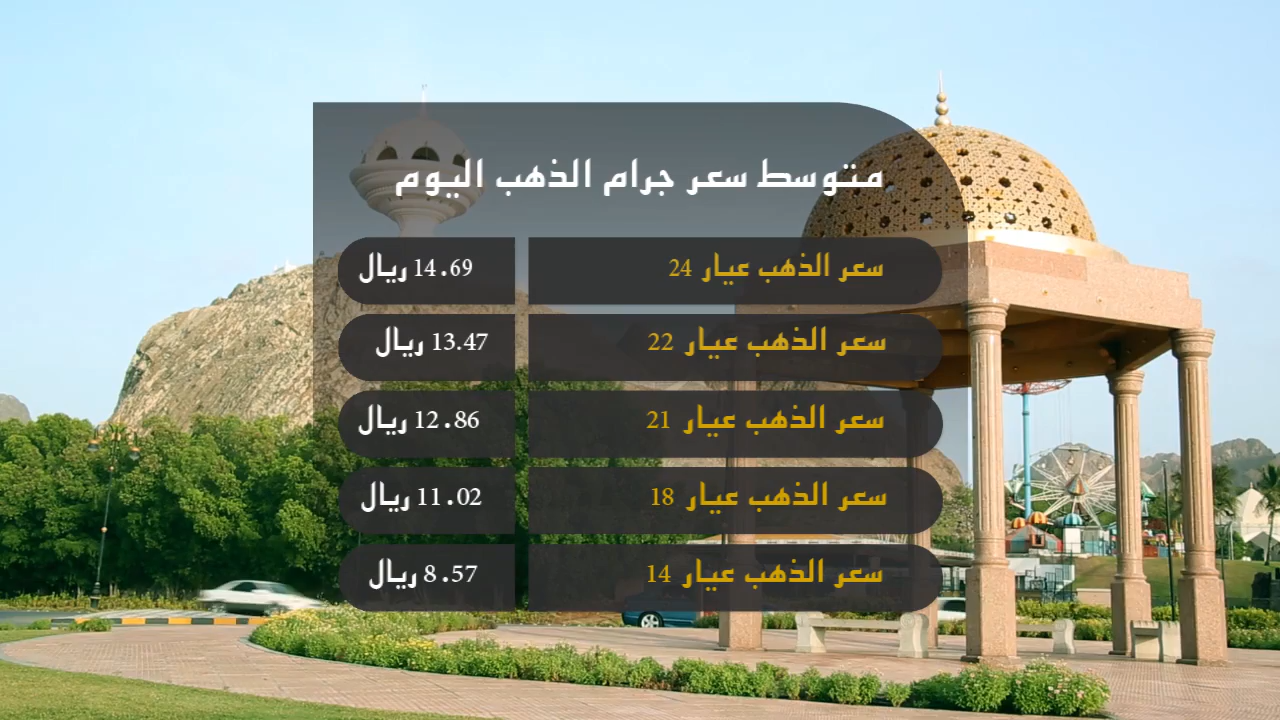 متوسط سعر جرام الذهب اليوم
سعر الذهب عيار 24 14.69 ريال
سعر الذهب عيار 22 13.47 ريال
سعر الذهب عيار 21 12.86 ريال
سعر الذهب عيار 18 11.02 ريال
سعر الذهب عيار 14 8.57 ريال